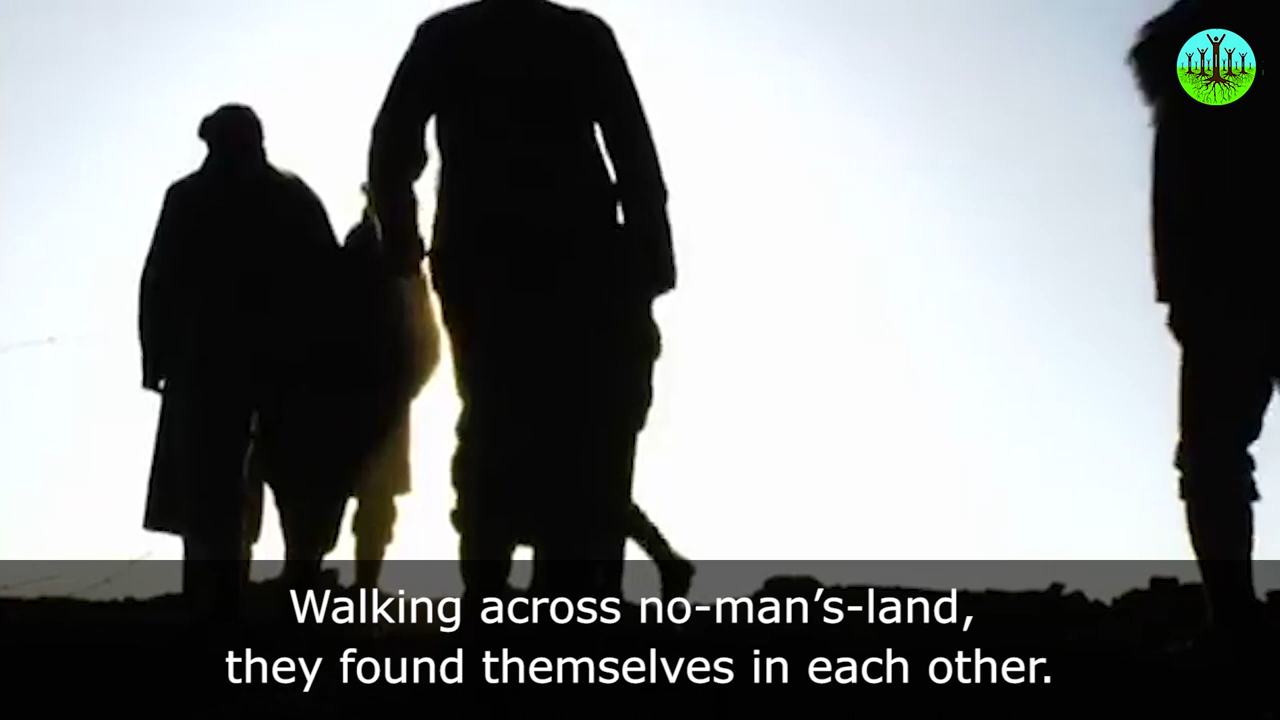 Walking across no-man’s-land,
they found themselves in each other.